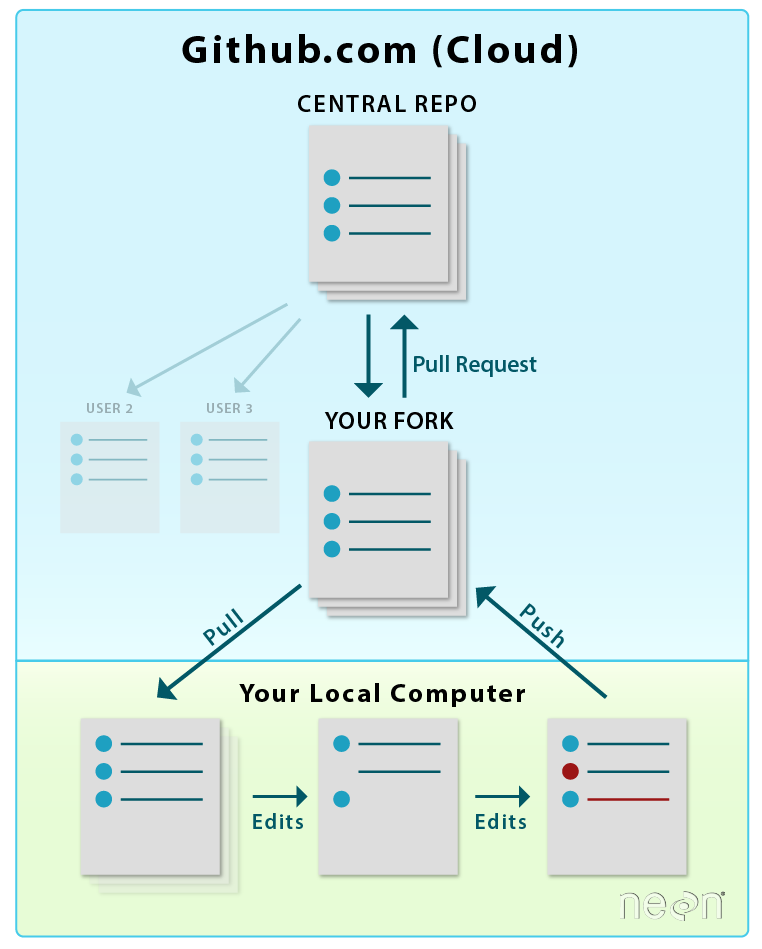 Github.com (Cloud)
CENTRAL REPO
Pull Request
USER 2
USER 3
YOUR FORK
Pull
Push
Your Local Computer
Edits
Edits
neon